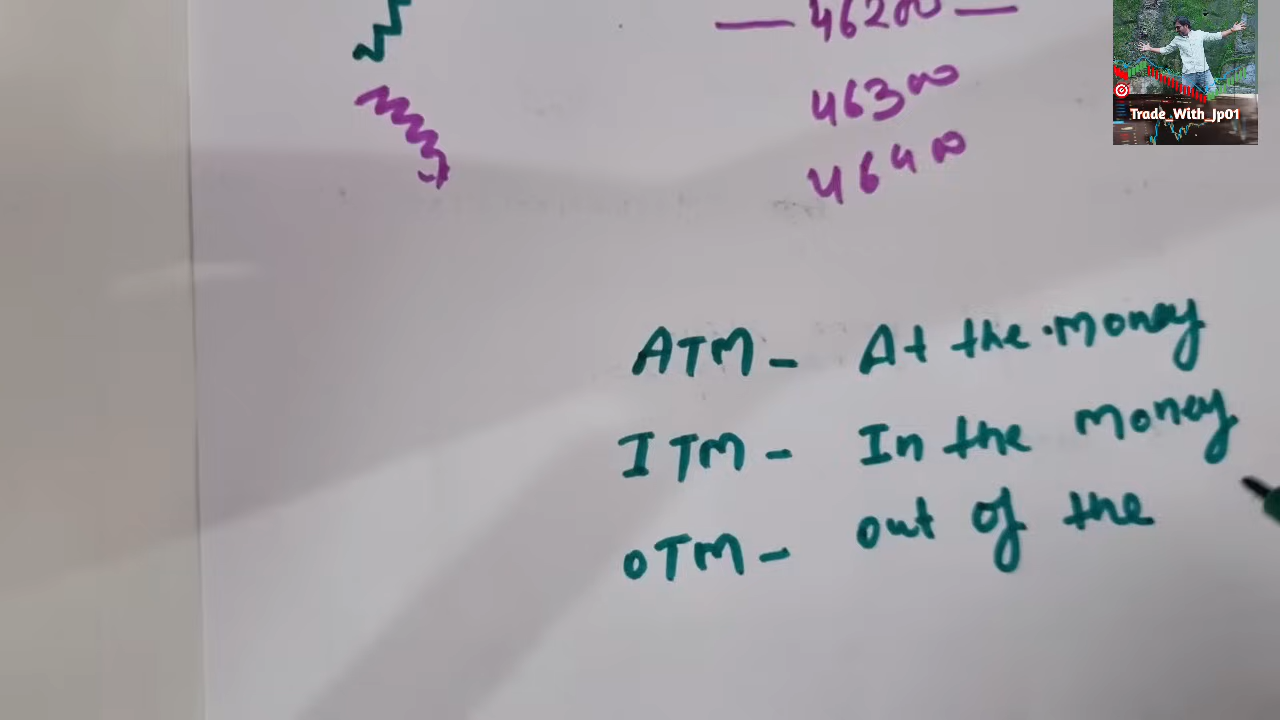 — 46200 —
46300
46400
Trade_With_Jp01
ATM - At the money
ITM - In the money
OTM - out of the